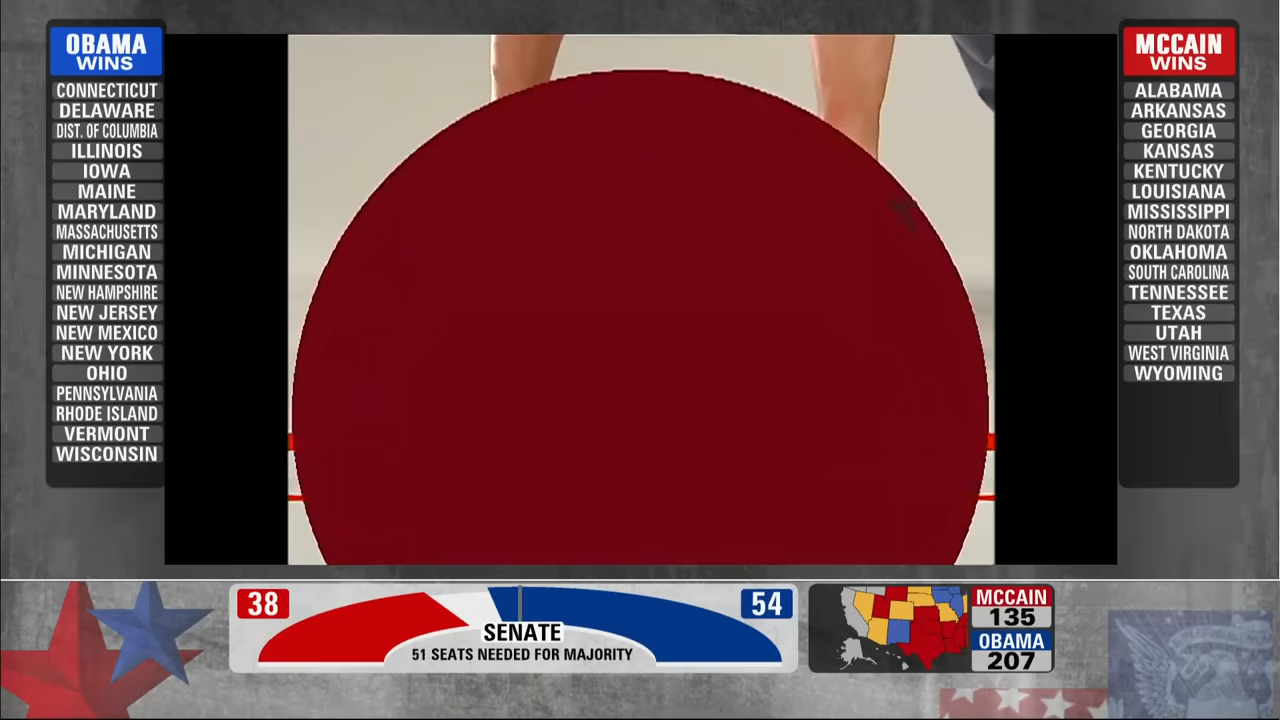 OBAMA
WINS
CONNECTICUT
DELAWARE
DIST. OF COLUMBIA
ILLINOIS
IOWA
MAINE
MARYLAND
MASSACHUSETTS
MICHIGAN
MINNESOTA
NEW HAMPSHIRE
NEW JERSEY
NEW MEXICO
NEW YORK
OHIO
PENNSYLVANIA
RHODE ISLAND
VERMONT
WISCONSIN
MCCAIN
WINS
ALABAMA
ARKANSAS
GEORGIA
KANSAS
KENTUCKY
LOUISIANA
MISSISSIPPI
NORTH DAKOTA
OKLAHOMA
SOUTH CAROLINA
TENNESSEE
TEXAS
UTAH
WEST VIRGINIA
WYOMING
38
54
SENATE
51 SEATS NEEDED FOR MAJORITY
MCCAIN
135
OBAMA
207